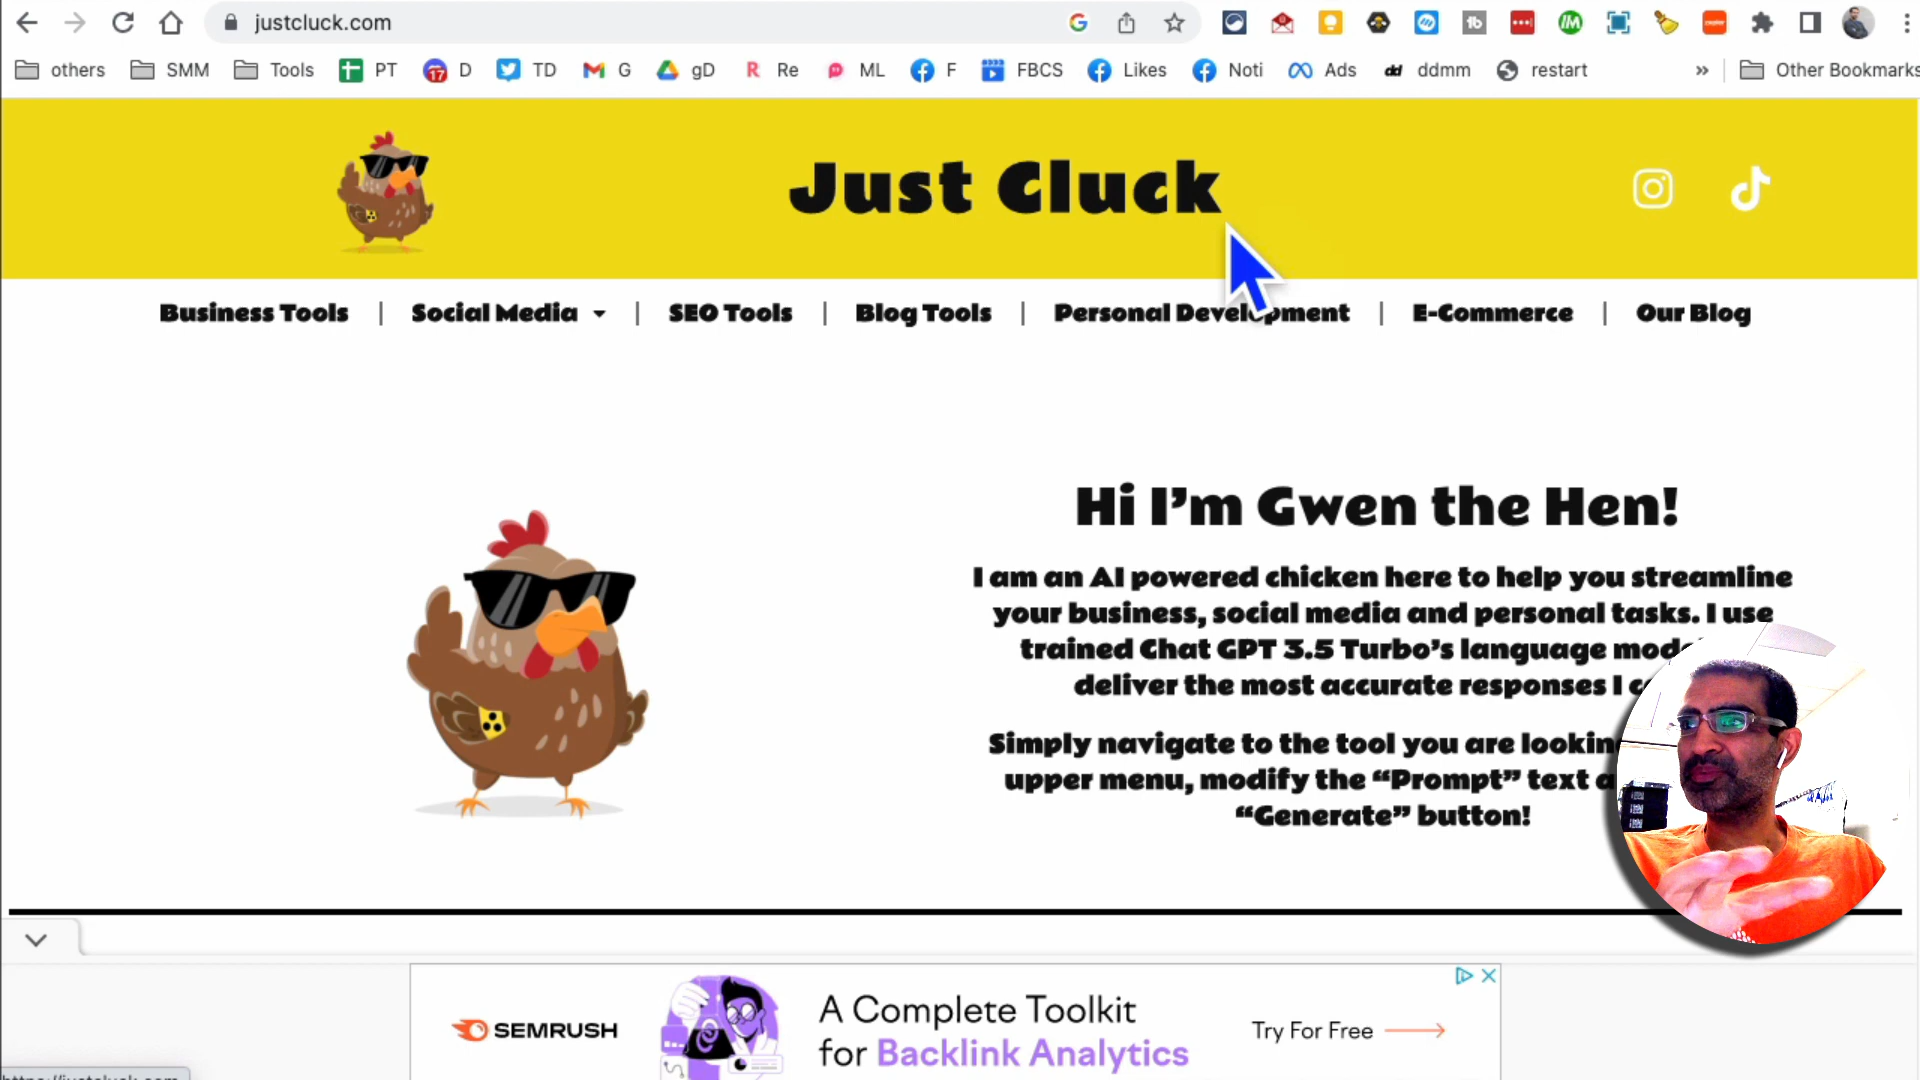 justcluck.com
others SMM Tools PT D TD G gD Re ML F FBCS Likes Noti Ads ddmm restart » Other Bookmarks
Just Cluck
Business Tools | Social Media | SEO Tools | Blog Tools | Personal Development | E-Commerce | Our Blog
Hi I'm Gwen the Hen!
I am an AI powered chicken here to help you streamline
your business, social media and personal tasks. I use
trained Chat GPT 3.5 Turbo's language
deliver the most accurate responses I
Simply navigate to the tool you are
upper menu, modify the “Prompt” text
“Generate” button!
SEMRUSH
A Complete Toolkit
for Backlink Analytics
Try For Free